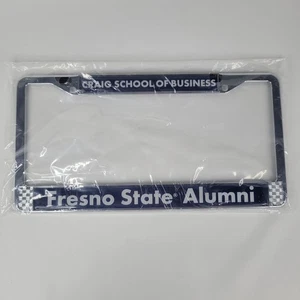 CRAIG SCHOOL OF BUSINESS
Fresno State® Alumni